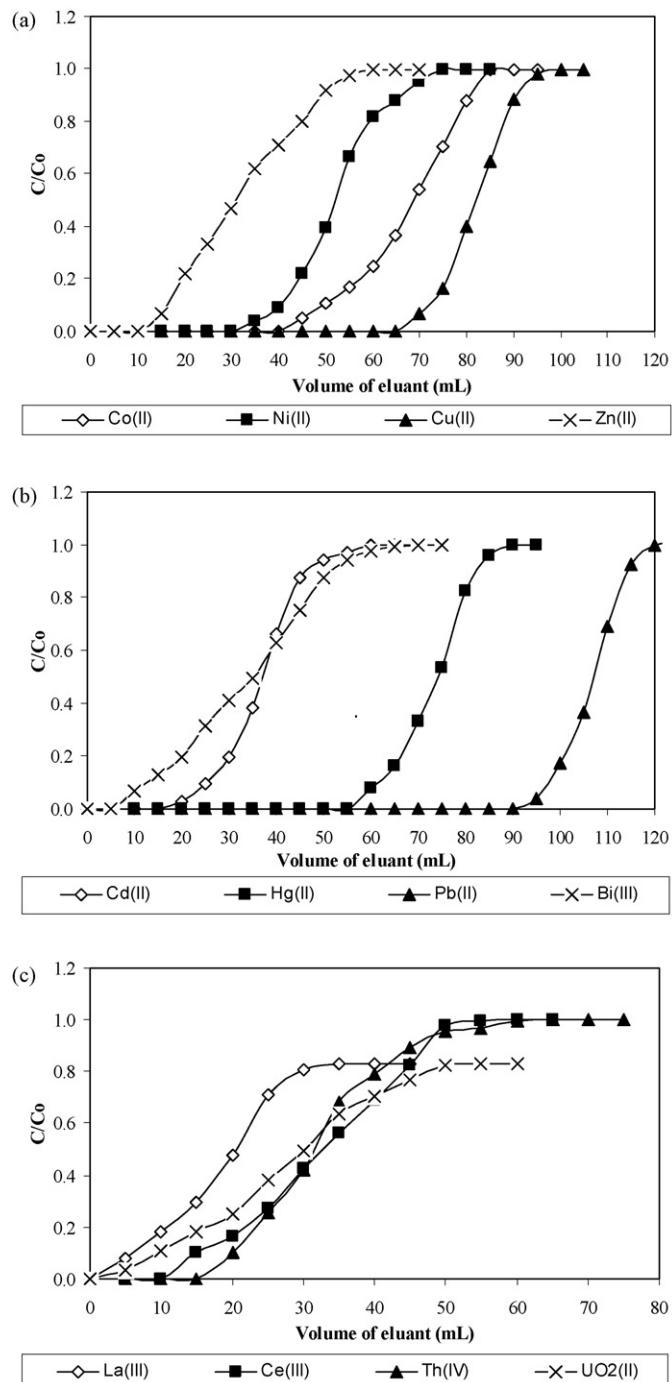 (a)
1.2
1.0
0.8
0.6
0.4
0.2
0.0
C/Co
0 10 20 30 40 50 60 70 80 90 100 110 120
Volume of eluant (mL)
Co(II) Ni(II) Cu(II) Zn(II)
(b)
1.2
1.0
0.8
0.6
0.4
0.2
0.0
C/Co
0 10 20 30 40 50 60 70 80 90 100 110 120
Volume of eluant (mL)
Cd(II) Hg(II) Pb(II) Bi(III)
(c)
1.2
1.0
0.8
0.6
0.4
0.2
0.0
C/Co
0 10 20 30 40 50 60 70 80
Volume of eluant (mL)
La(III) Ce(III) Th(IV) UO2(II)